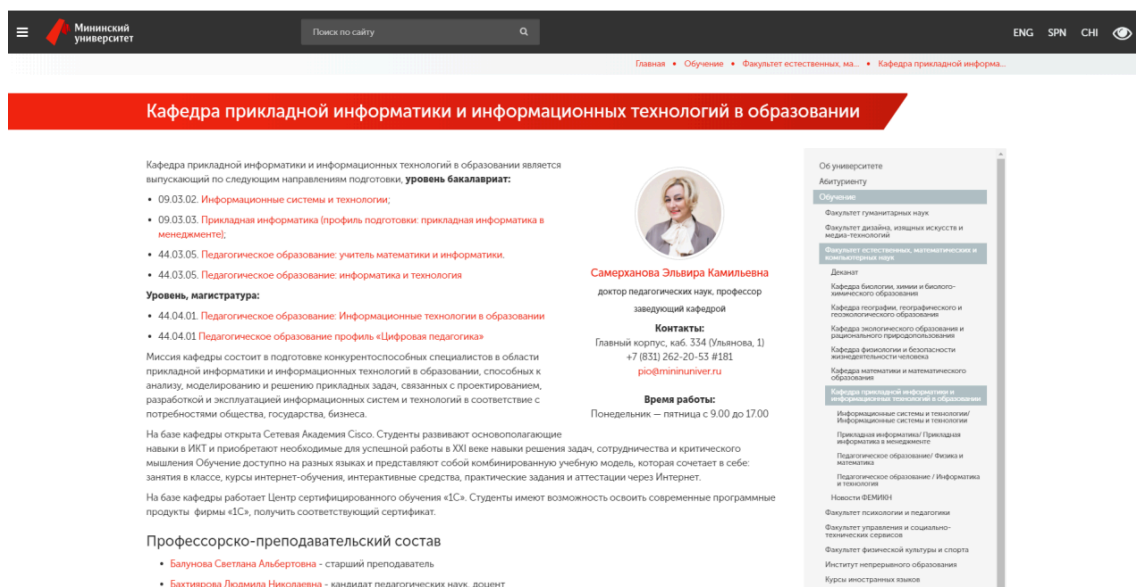 Мининский
университет
Поиск по сайту
ENG SPN CHI
Главная • Обучение • Факультет естественных, ма... • Кафедра прикладной информа...
Кафедра прикладной информатики и информационных технологий в образовании
Кафедра прикладной информатики и информационных технологий в образовании является
выпускающий по следующим направлениям подготовки, уровень бакалавриат:
• 09.03.02. Информационные системы и технологии;
• 09.03.03. Прикладная информатика (профиль подготовки: прикладная информатика в
менеджменте);
• 44.03.05. Педагогическое образование: учитель математики и информатики.
• 44.03.05. Педагогическое образование: информатика и технология
Уровень, магистратура:
• 44.04.01. Педагогическое образование: Информационные технологии в образовании
• 44.04.01 Педагогическое образование профиль «Цифровая педагогика»
Миссия кафедры состоит в подготовке конкурентоспособных специалистов в области
прикладной информатики и информационных технологий в образовании, способных к
анализу, моделированию и решению прикладных задач, связанных с проектированием,
разработкой и эксплуатацией информационных систем и технологий в соответствие с
потребностями общества, государства, бизнеса.
Самерханова Эльвира Камильевна
доктор педагогических наук, профессор
заведующий кафедрой
Контакты:
Главный корпус, каб. 334 (Ульянова, 1)
+7 (831) 262-20-53 #181
pio@mininuniver.ru
Время работы:
Понедельник — пятница с 9.00 до 17.00
На базе кафедры открыта Сетевая Академия Cisco. Студенты развивают основополагающие
навыки в ИКТ и приобретают необходимые для успешной работы в XXI веке навыки решения задач, сотрудничества и критического
мышления Обучение доступно на разных языках и представляют собой комбинированную учебную модель, которая сочетает в себе:
занятия в классе, курсы интернет-обучения, интерактивные средства, практические задания и аттестации через Интернет.
На базе кафедры работает Центр сертифицированного обучения «1С». Студенты имеют возможность освоить современные программные
продукты фирмы «1С», получить соответствующий сертификат.
Профессорско-преподавательский состав
• Балунова Светлана Альбертовна - старший преподаватель
• Бахтиярова Людмила Николаевна - кандидат педагогических наук, доцент
Об университете
Абитуриенту
Обучение
Факультет гуманитарных наук
Факультет дизайна, изящных искусств и
медиа-технологий
Факультет естественных, математических и
компьютерных наук
Деканат
Кафедра биологии, химии и биолого-
химического образования
Кафедра географии, географического и
геоэкологического образования
Кафедра экологического образования и
рационального природопользования
Кафедра физиологии и безопасности
жизнедеятельности человека
Кафедра математики и математического
образования
Кафедра прикладной информатики и
информационных технологий в образовании
Информационные системы и технологии/
Информационные системы и технологии
Прикладная информатика/ Прикладная
информатика в менеджменте
Педагогическое образование/ Физика и
математика
Педагогическое образование / Информатика
и технология
Новости ФЕМИКН
Факультет психологии и педагогики
Факультет управления и социально-
технических сервисов
Факультет физической культуры и спорта
Институт непрерывного образования
Курсы иностранных языков